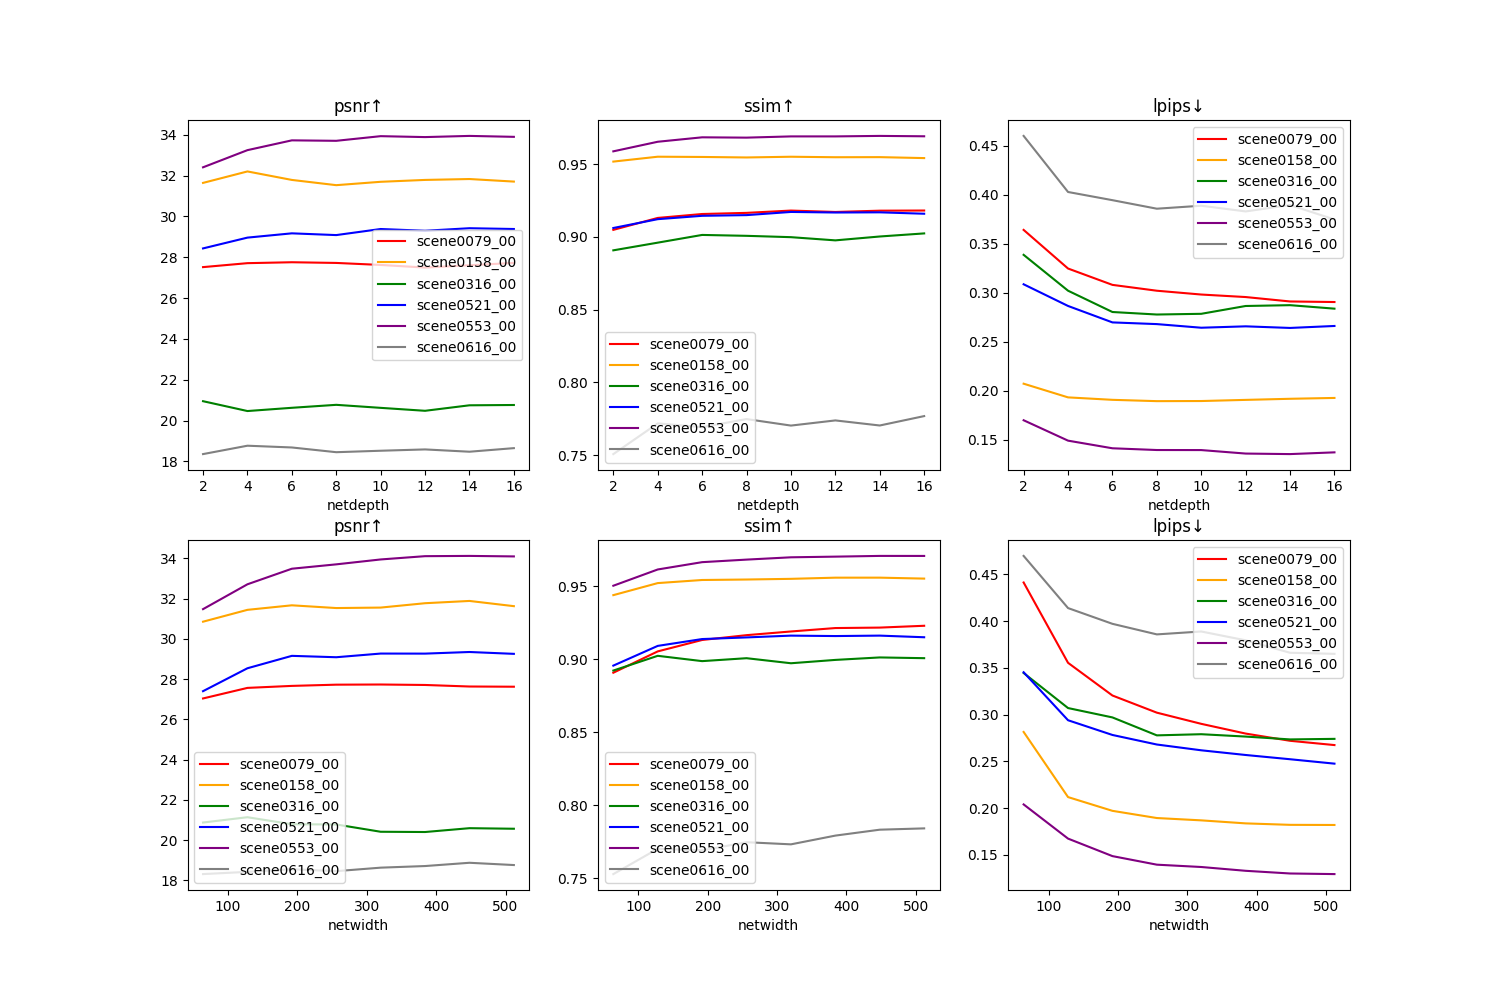 psnr↑
34
32
30
28
26
24
22
20
18
2 4 6 8 10 12 14 16
netdepth
scene0079_00
scene0158_00
scene0316_00
scene0521_00
scene0553_00
scene0616_00
ssim↑
0.95
0.90
0.85
0.80
0.75
2 4 6 8 10 12 14 16
netdepth
scene0079_00
scene0158_00
scene0316_00
scene0521_00
scene0553_00
scene0616_00
lpips↓
0.45
0.40
0.35
0.30
0.25
0.20
0.15
2 4 6 8 10 12 14 16
netdepth
scene0079_00
scene0158_00
scene0316_00
scene0521_00
scene0553_00
scene0616_00
psnr↑
34
32
30
28
26
24
22
20
18
100 200 300 400 500
netwidth
scene0079_00
scene0158_00
scene0316_00
scene0521_00
scene0553_00
scene0616_00
ssim↑
0.95
0.90
0.85
0.80
0.75
100 200 300 400 500
netwidth
scene0079_00
scene0158_00
scene0316_00
scene0521_00
scene0553_00
scene0616_00
lpips↓
0.45
0.40
0.35
0.30
0.25
0.20
0.15
100 200 300 400 500
netwidth
scene0079_00
scene0158_00
scene0316_00
scene0521_00
scene0553_00
scene0616_00